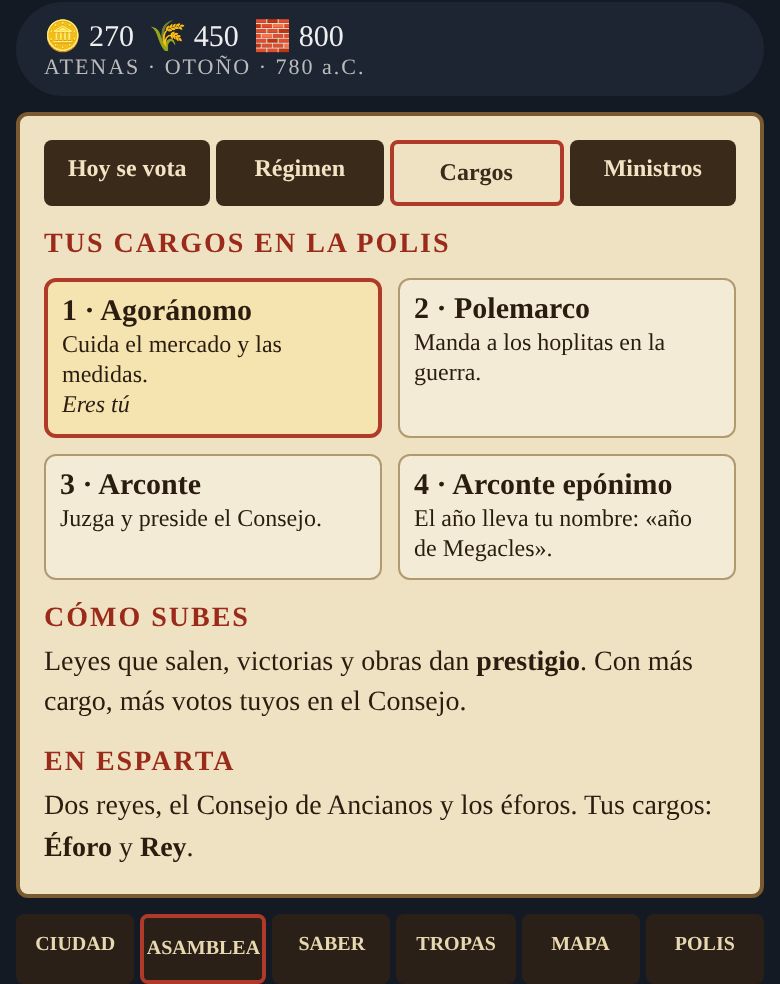 🪙 270 🌾 450 🧱 800
ATENAS · OTOÑO · 780 a.C.
Hoy se vota
Régimen
Cargos
Ministros
TUS CARGOS EN LA POLIS
1 · Agoránomo
Cuida el mercado y las
medidas.
Eres tú
2 · Polemarco
Manda a los hoplitas en la
guerra.
3 · Arconte
Juzga y preside el Consejo.
4 · Arconte epónimo
El año lleva tu nombre: «año
de Megacles».
CÓMO SUBES
Leyes que salen, victorias y obras dan prestigio. Con más
cargo, más votos tuyos en el Consejo.
EN ESPARTA
Dos reyes, el Consejo de Ancianos y los éforos. Tus cargos:
Éforo y Rey.
CIUDAD
ASAMBLEA
SABER
TROPAS
MAPA
POLIS